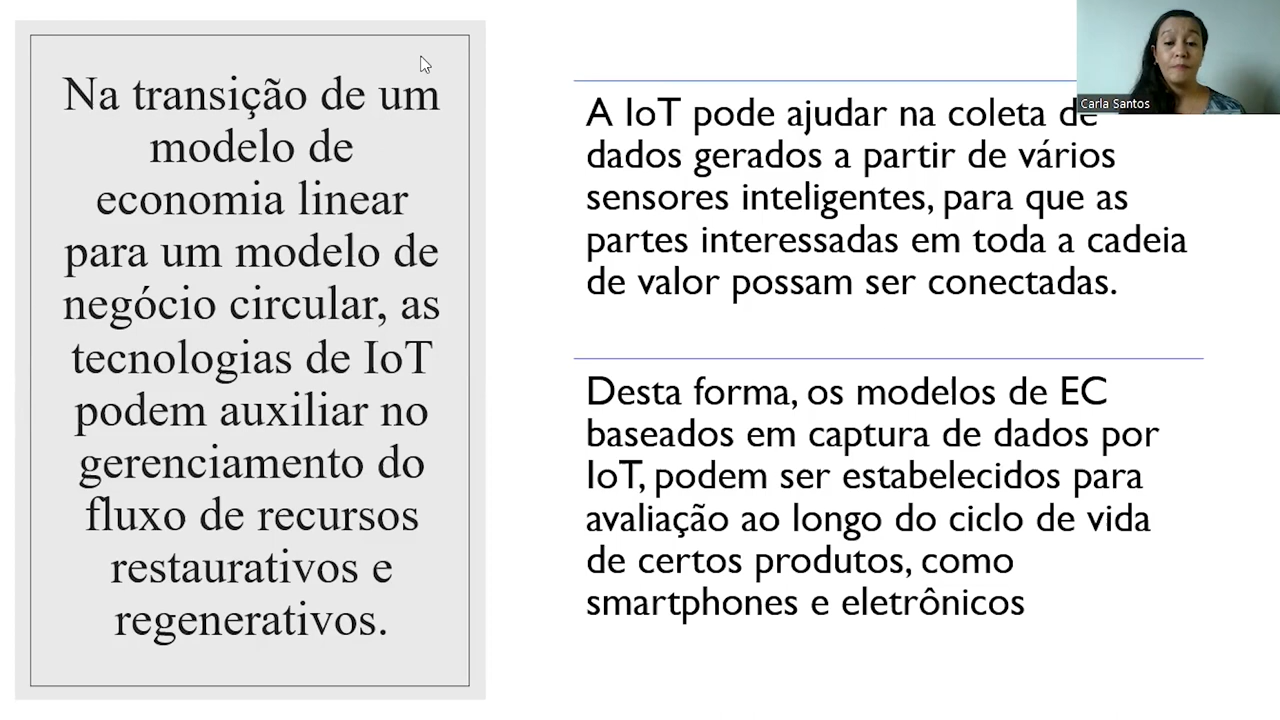 Na transição de um
modelo de
economia linear
para um modelo de
negócio circular, as
tecnologias de IoT
podem auxiliar no
gerenciamento do
fluxo de recursos
restaurativos e
regenerativos.
A IoT pode ajudar na coleta de
dados gerados a partir de vários
sensores inteligentes, para que as
partes interessadas em toda a cadeia
de valor possam ser conectadas.
Desta forma, os modelos de EC
baseados em captura de dados por
IoT, podem ser estabelecidos para
avaliação ao longo do ciclo de vida
de certos produtos, como
smartphones e eletrônicos
Carla Santos